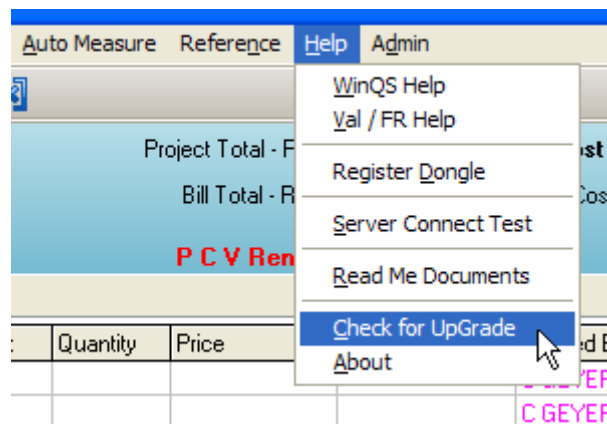 Auto Measure Reference Help Admin
WinQS Help
Val / FR Help
Project Total - F
Register Dongle
Bill Total - R
Server Connect Test
P C V Ren
Read Me Documents
Quantity Price Check for UpGrade
About
C GEYER